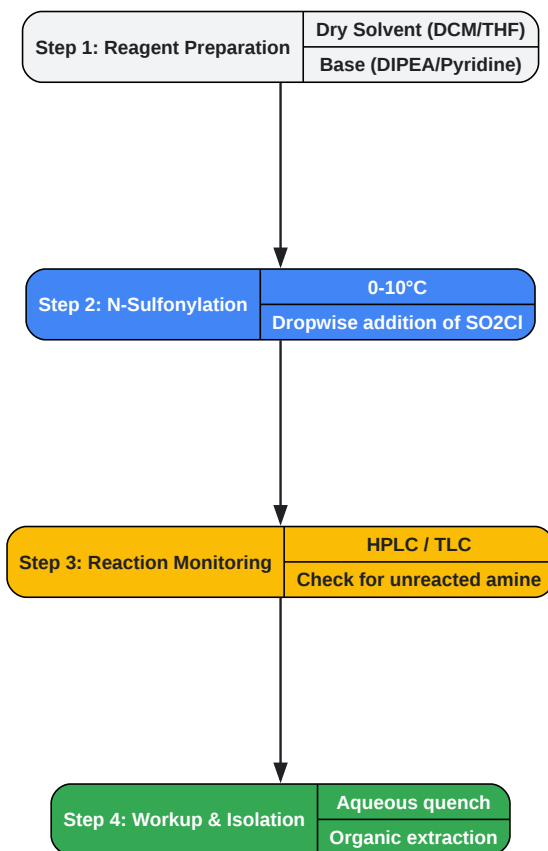 Step 1: Reagent Preparation
Dry Solvent (DCM/THF)
Base (DIPEA/Pyridine)
Step 2: N-Sulfonylation
0-10°C
Dropwise addition of SO2Cl
Step 3: Reaction Monitoring
HPLC / TLC
Check for unreacted amine
Step 4: Workup & Isolation
Aqueous quench
Organic extraction